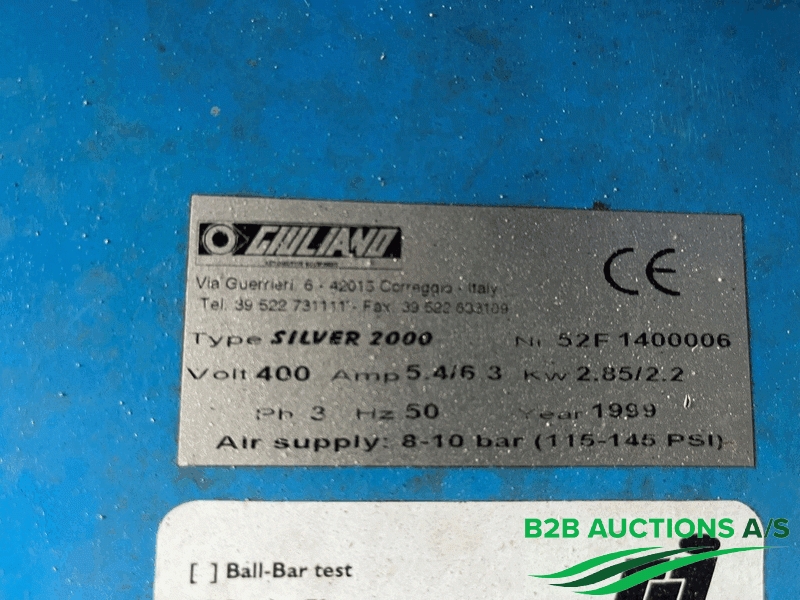 GIULIANO
Via Guerrieri, 6 - 42015 Correggio - Italy
Tel. 39 522 731111 - Fax. 39 522 633109
CE
Type SILVER 2000 Nr 52F 1400006
Volt 400 Amp 5.4/6.3 Kw 2.85/2.2
Ph 3 Hz 50 Year 1999
Air supply: 8-10 bar (115-145 PSI)
B2B AUCTIONS A/S
[ ] Ball-Bar test